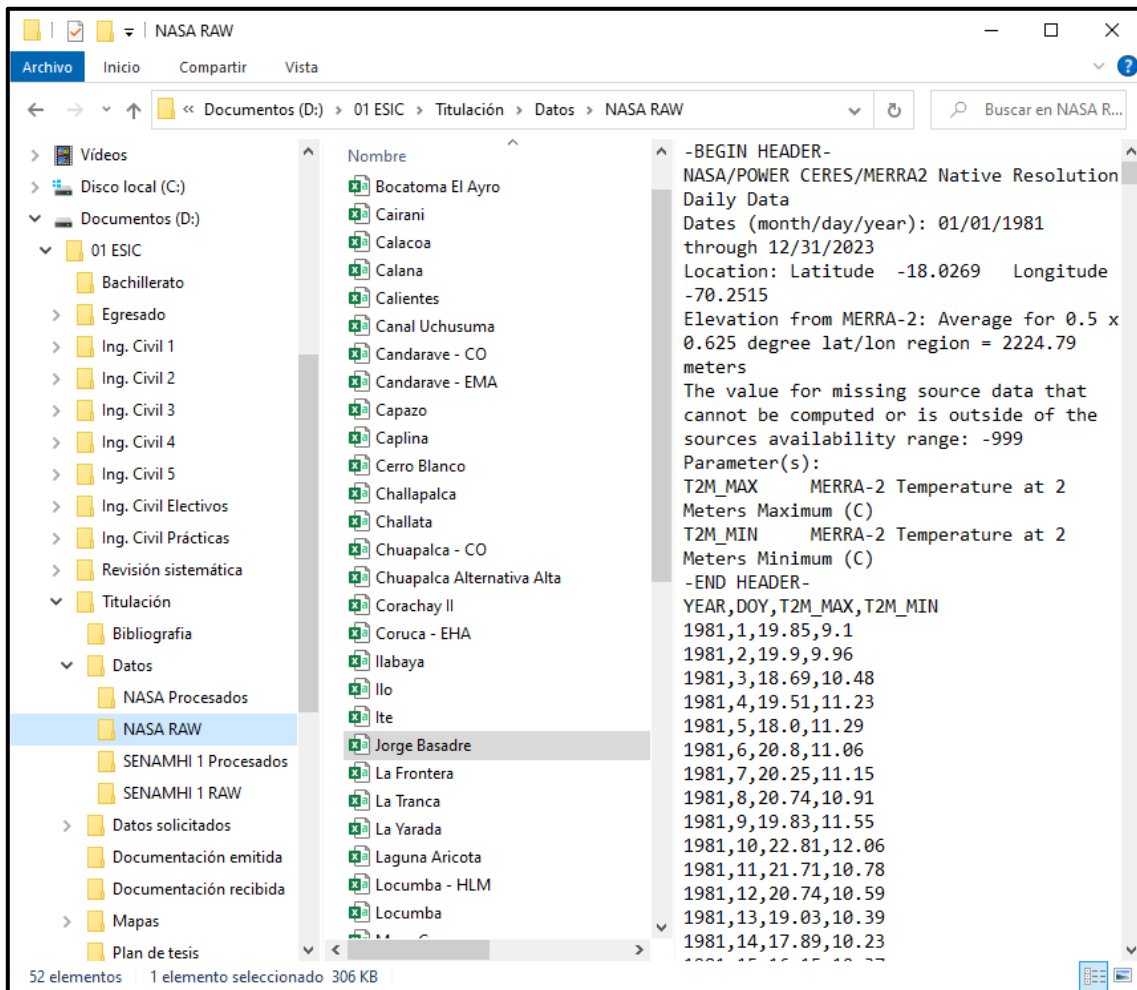 NASA RAW
Archivo Inicio Compartir Vista
« Documentos (D:) > 01 ESIC > Titulación > Datos > NASA RAW
Buscar en NASA R...
Vídeos
Disco local (C:)
Documentos (D:)
01 ESIC
Bachillerato
Egresado
Ing. Civil 1
Ing. Civil 2
Ing. Civil 3
Ing. Civil 4
Ing. Civil 5
Ing. Civil Electivos
Ing. Civil Prácticas
Revisión sistemática
Titulación
Bibliografia
Datos
NASA Procesados
NASA RAW
SENAMHI 1 Procesados
SENAMHI 1 RAW
Datos solicitados
Documentación emitida
Documentación recibida
Mapas
Plan de tesis
Nombre
Bocatoma El Ayro
Cairani
Calacoa
Calana
Calientes
Canal Uchusuma
Candarave - CO
Candarave - EMA
Capazo
Caplina
Cerro Blanco
Challapalca
Challata
Chuapalca - CO
Chuapalca Alternativa Alta
Corachay II
Coruca - EHA
Ilabaya
Ilo
Ite
Jorge Basadre
La Frontera
La Tranca
La Yarada
Laguna Aricota
Locumba - HLM
Locumba
-BEGIN HEADER-
NASA/POWER CERES/MERRA2 Native Resolution
Daily Data
Dates (month/day/year): 01/01/1981
through 12/31/2023
Location: Latitude -18.0269 Longitude
-70.2515
Elevation from MERRA-2: Average for 0.5 x
0.625 degree lat/lon region = 2224.79
meters
The value for missing source data that
cannot be computed or is outside of the
sources availability range: -999
Parameter(s):
T2M_MAX MERRA-2 Temperature at 2
Meters Maximum (C)
T2M_MIN MERRA-2 Temperature at 2
Meters Minimum (C)
-END HEADER-
YEAR,DOY,T2M_MAX,T2M_MIN
1981,1,19.85,9.1
1981,2,19.9,9.96
1981,3,18.69,10.48
1981,4,19.51,11.23
1981,5,18.0,11.29
1981,6,20.8,11.06
1981,7,20.25,11.15
1981,8,20.74,10.91
1981,9,19.83,11.55
1981,10,22.81,12.06
1981,11,21.71,10.78
1981,12,20.74,10.59
1981,13,19.03,10.39
1981,14,17.89,10.23
52 elementos 1 elemento seleccionado 306 KB